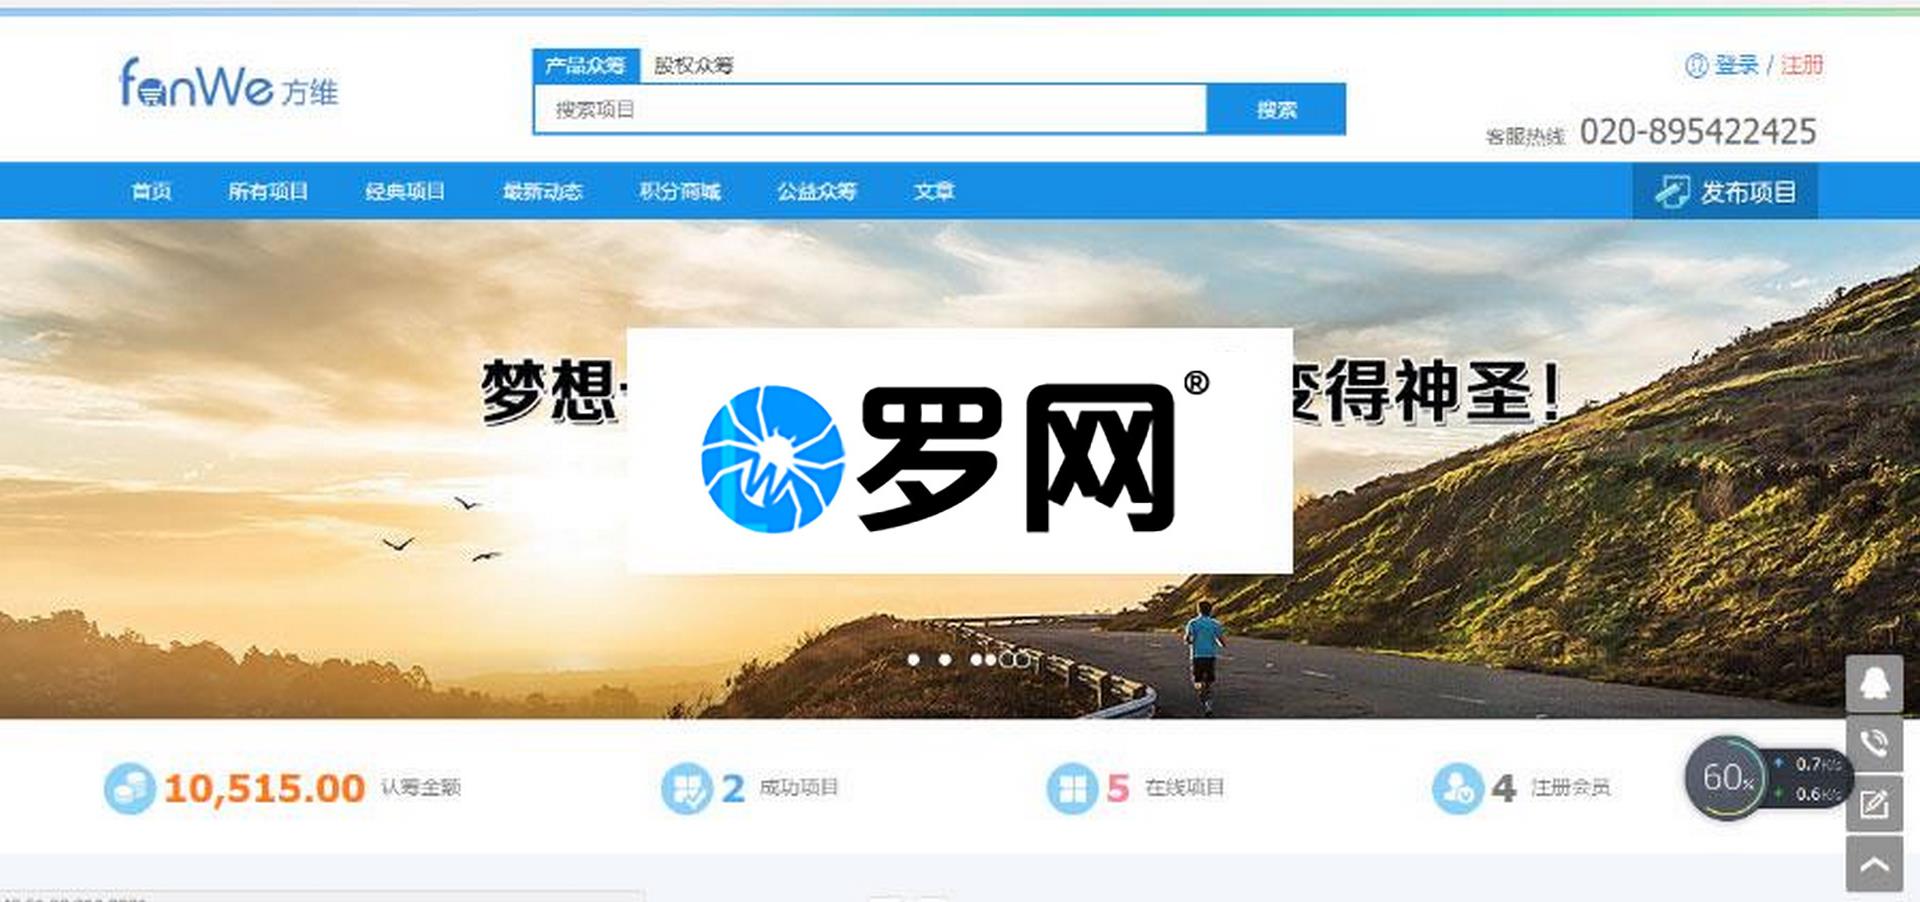 fanWe 方维
产品众筹 股权众筹
搜索项目 搜索
登录 / 注册
客服热线 020-895422425
首页 所有项目 经典项目 最新动态 积分商城 公益众筹 文章 发布项目
梦想 变得神圣!
罗网®
10,515.00 认筹金额 2 成功项目 5 在线项目 4 注册会员
60%
0.7K/s
0.6K/s